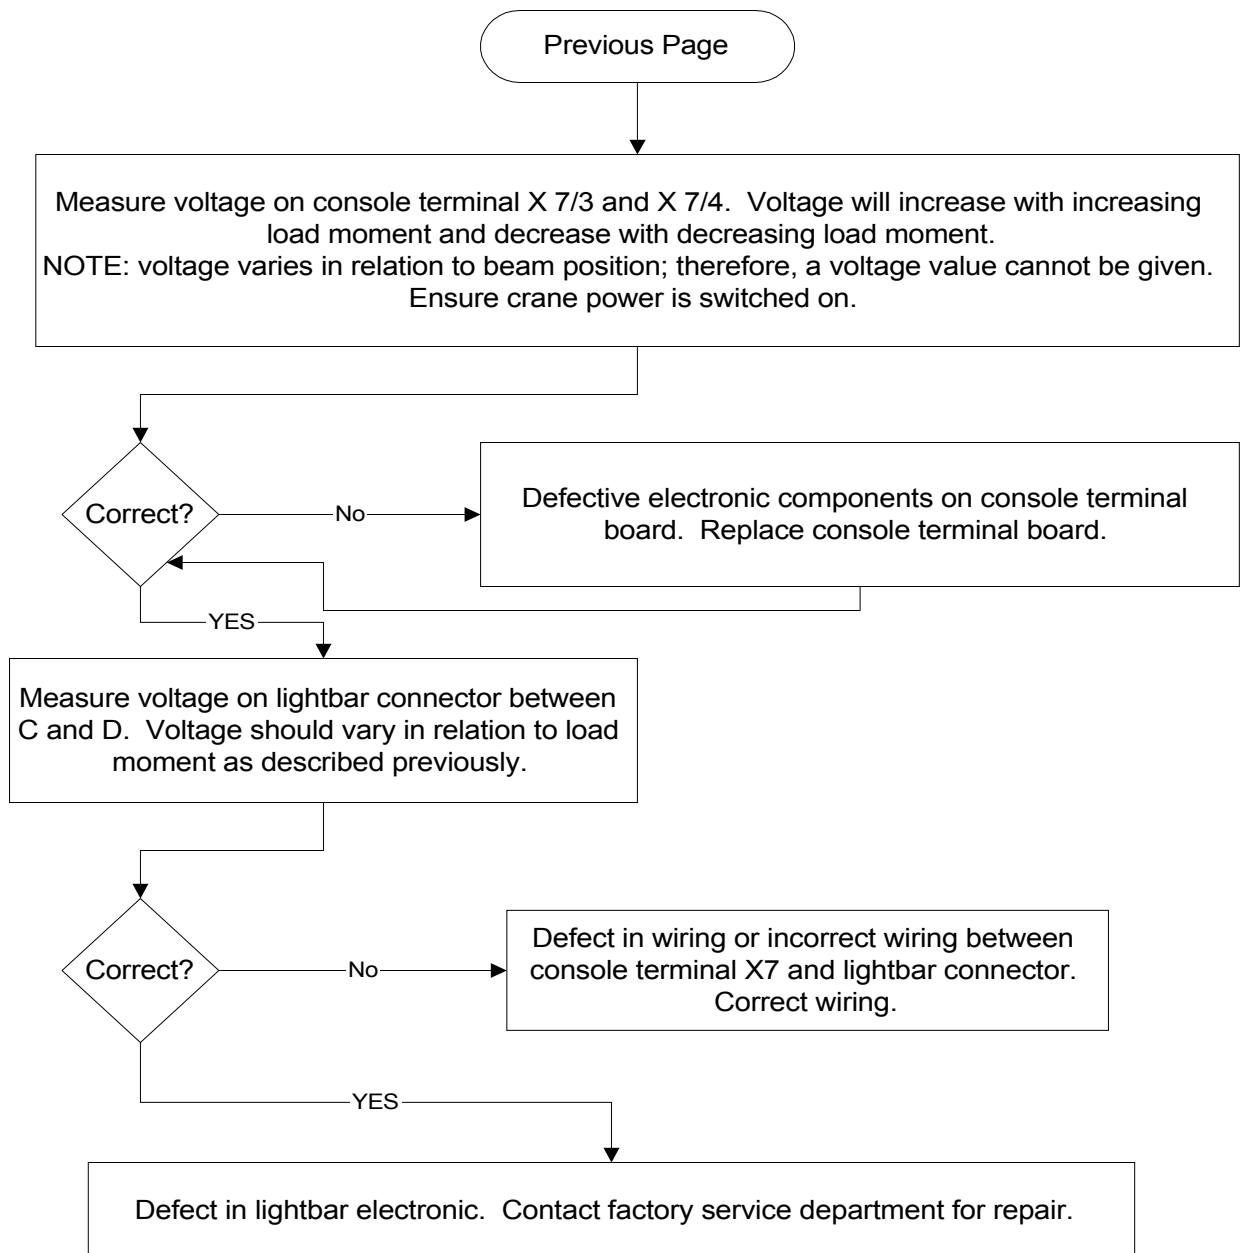 Previous Page
Measure voltage on console terminal X 7/3 and X 7/4.  Voltage will increase with increasing
load moment and decrease with decreasing load moment.
NOTE: voltage varies in relation to beam position; therefore, a voltage value cannot be given.
Ensure crane power is switched on.
Correct?
No
Defective electronic components on console terminal
board.  Replace console terminal board.
YES
Measure voltage on lightbar connector between
C and D.  Voltage should vary in relation to load
moment as described previously.
Correct?
No
Defect in wiring or incorrect wiring between
console terminal X7 and lightbar connector.
Correct wiring.
YES
Defect in lightbar electronic.  Contact factory service department for repair.